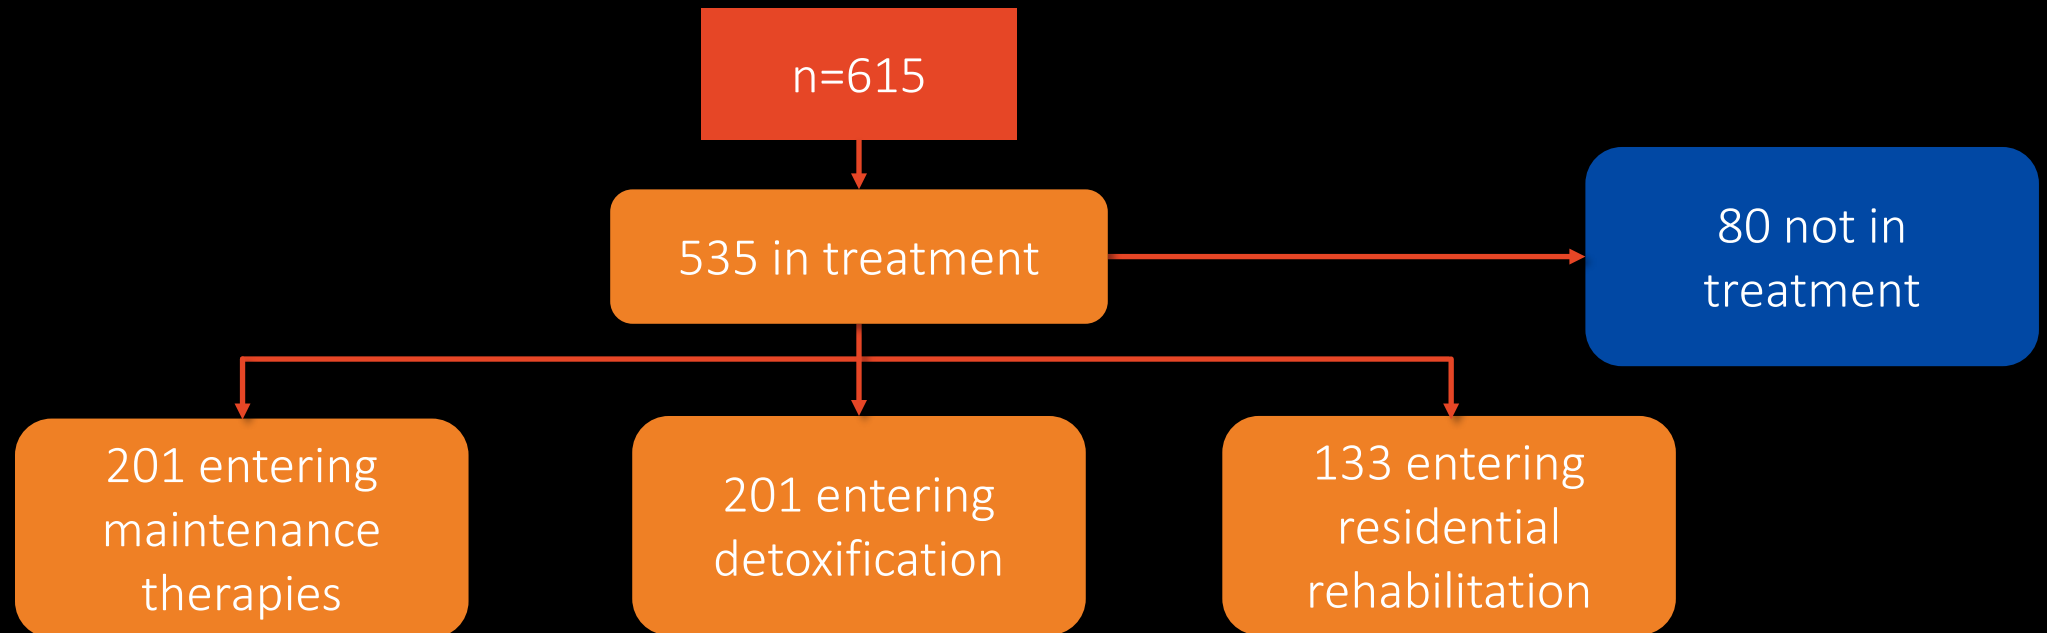 n=615
535 in treatment
80 not in
treatment
201 entering
maintenance
therapies
201 entering
detoxification
133 entering
residential
rehabilitation